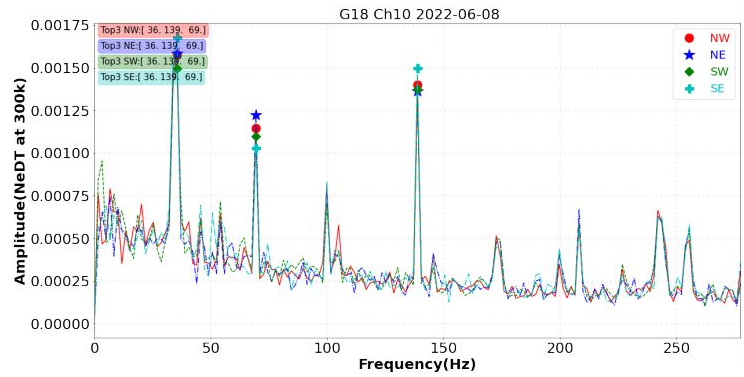 G18 Ch10 2022-06-08
Top3 NW:[ 36. 139. 69.]
Top3 NE:[ 36. 139. 69.]
Top3 SW:[ 36. 139. 69.]
Top3 SE:[ 36. 139. 69.]
NW
NE
SW
SE
Amplitude(NeDT at 300k)
0.00175
0.00150
0.00125
0.00100
0.00075
0.00050
0.00025
0.00000
0 50 100 150 200 250
Frequency(Hz)